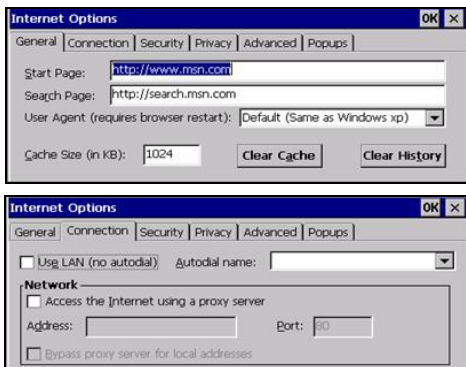 Internet Options OK ×
General Connection Security Privacy Advanced Popups
Start Page: http://www.msn.com
Search Page: http://search.msn.com
User Agent (requires browser restart): Default (Same as Windows xp)
Cache Size (in KB): 1024 Clear Cache Clear History
Internet Options OK ×
General Connection Security Privacy Advanced Popups
Use LAN (no autodial) Autodial name:
Network
Access the Internet using a proxy server
Address: Port: 80
Bypass proxy server for local addresses